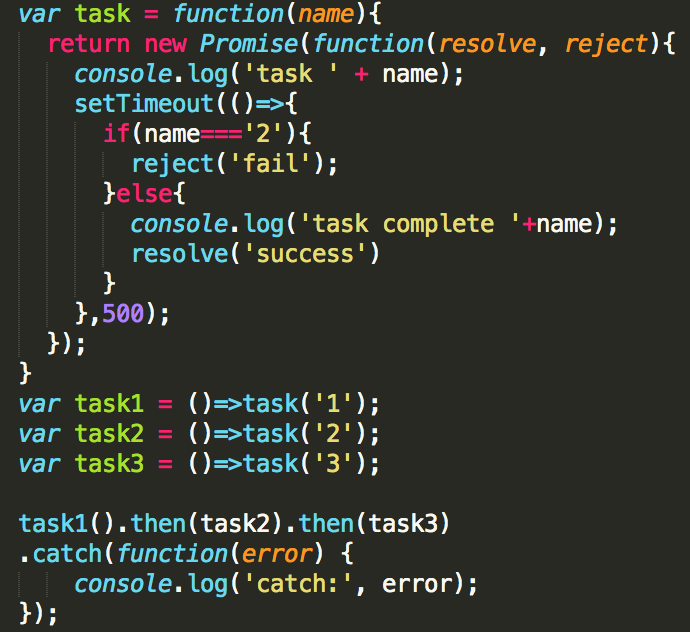 var task = function(name){
  return new Promise(function(resolve, reject){
    console.log('task ' + name);
    setTimeout(()=>{
      if(name==='2'){
        reject('fail');
      }else{
        console.log('task complete '+name);
        resolve('success')
      }
    },500);
  });
}
var task1 = ()=>task('1');
var task2 = ()=>task('2');
var task3 = ()=>task('3');

task1().then(task2).then(task3)
.catch(function(error) {
    console.log('catch:', error);
});